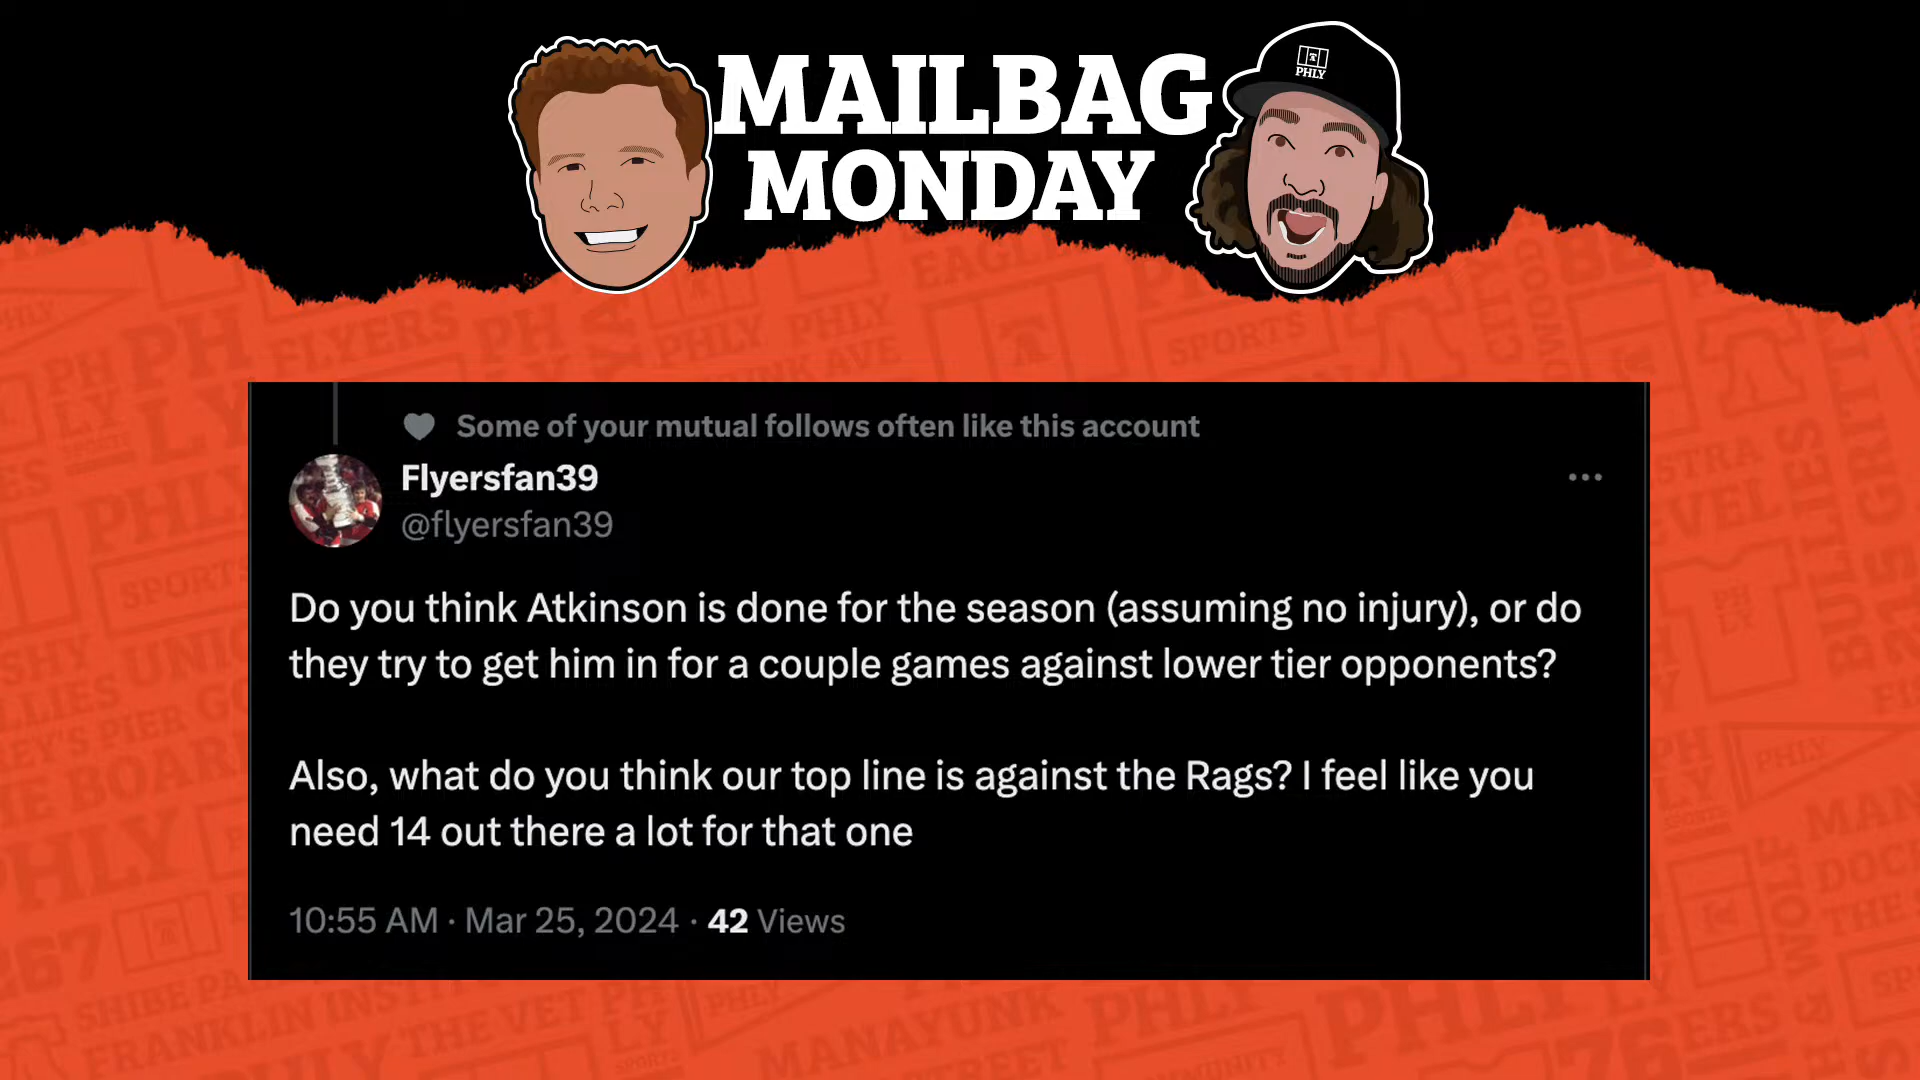 MAILBAG
MONDAY
PHLY
Some of your mutual follows often like this account
Flyersfan39
@flyersfan39
Do you think Atkinson is done for the season (assuming no injury), or do
they try to get him in for a couple games against lower tier opponents?
Also, what do you think our top line is against the Rags? I feel like you
need 14 out there a lot for that one
10:55 AM · Mar 25, 2024 · 42 Views